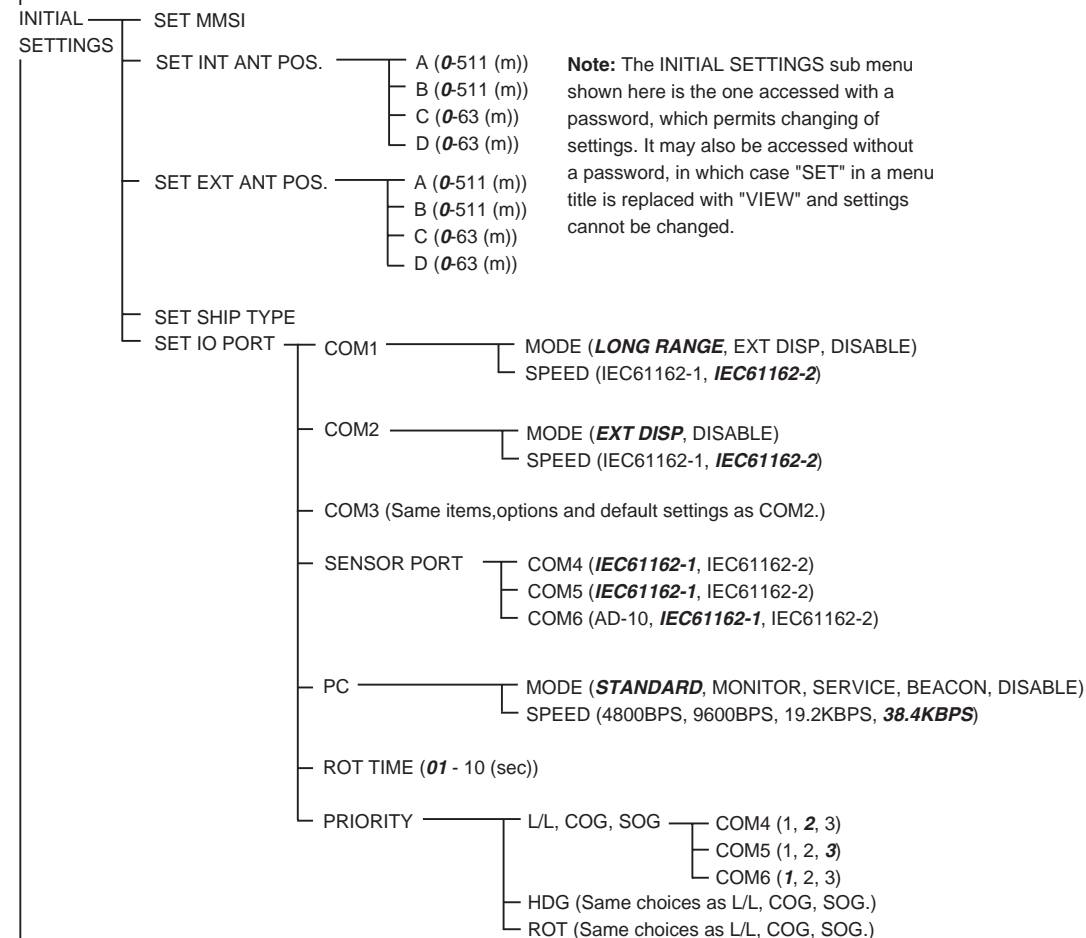 INITIAL SETTINGS
SET MMSI
SET INT ANT POS.
A (0-511 (m))
B (0-511 (m))
C (0-63 (m))
D (0-63 (m))
Note: The INITIAL SETTINGS sub menu
shown here is the one accessed with a
password, which permits changing of
settings. It may also be accessed without
a password, in which case "SET" in a menu
title is replaced with "VIEW" and settings
cannot be changed.
SET EXT ANT POS.
A (0-511 (m))
B (0-511 (m))
C (0-63 (m))
D (0-63 (m))
SET SHIP TYPE
SET IO PORT
COM1
MODE (LONG RANGE, EXT DISP, DISABLE)
SPEED (IEC61162-1, IEC61162-2)
COM2
MODE (EXT DISP, DISABLE)
SPEED (IEC61162-1, IEC61162-2)
COM3 (Same items,options and default settings as COM2.)
SENSOR PORT
COM4 (IEC61162-1, IEC61162-2)
COM5 (IEC61162-1, IEC61162-2)
COM6 (AD-10, IEC61162-1, IEC61162-2)
PC
MODE (STANDARD, MONITOR, SERVICE, BEACON, DISABLE)
SPEED (4800BPS, 9600BPS, 19.2KBPS, 38.4KBPS)
ROT TIME (01 - 10 (sec))
PRIORITY
L/L, COG, SOG
COM4 (1, 2, 3)
COM5 (1, 2, 3)
COM6 (1, 2, 3)
HDG (Same choices as L/L, COG, SOG.)
ROT (Same choices as L/L, COG, SOG.)